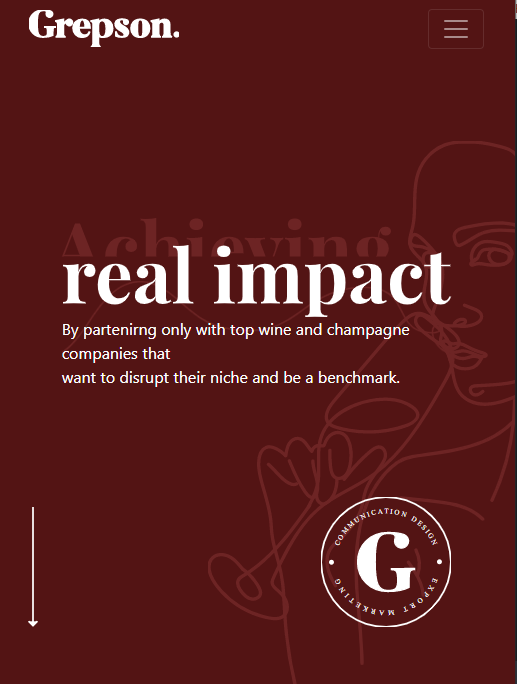 Grepson.
Achieving
real impact
By partenirng only with top wine and champagne
companies that
want to disrupt their niche and be a benchmark.
COMMUNICATION DESIGN
G
EXPORT MARKETING